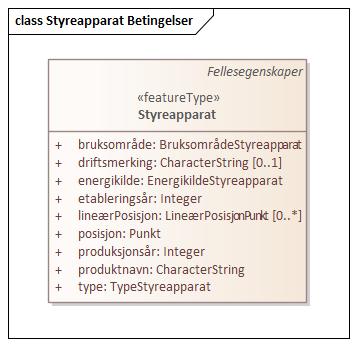 class Styreapparat Betingelser
Fellesegenskaper
«featureType»
Styreapparat
+ bruksområde: BruksområdeStyreapparat
+ driftsmerking: CharacterString [0..1]
+ energikilde: EnergikildeStyreapparat
+ etableringsår: Integer
+ lineærPosisjon: LineærPosisjonPunkt [0..*]
+ posisjon: Punkt
+ produksjonsår: Integer
+ produktnavn: CharacterString
+ type: TypeStyreapparat